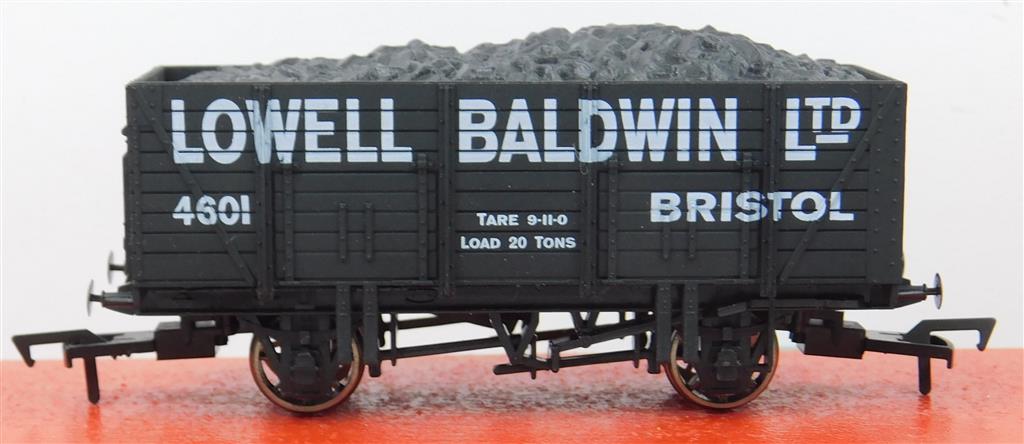 LOWELL BALDWIN LTD
4601 BRISTOL
TARE 9-11-0
LOAD 20 TONS